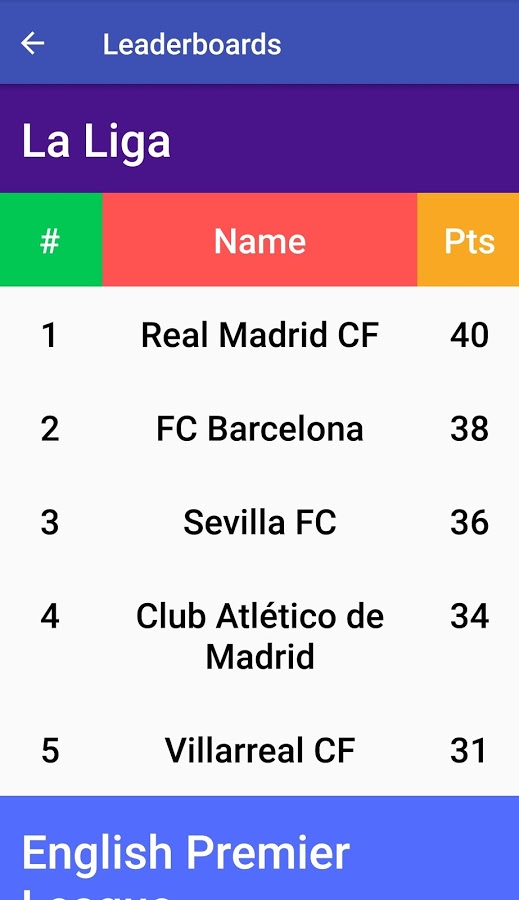 Leaderboards
La Liga
# Name Pts
1 Real Madrid CF 40
2 FC Barcelona 38
3 Sevilla FC 36
4 Club Atlético de 34
Madrid
5 Villarreal CF 31
English Premier